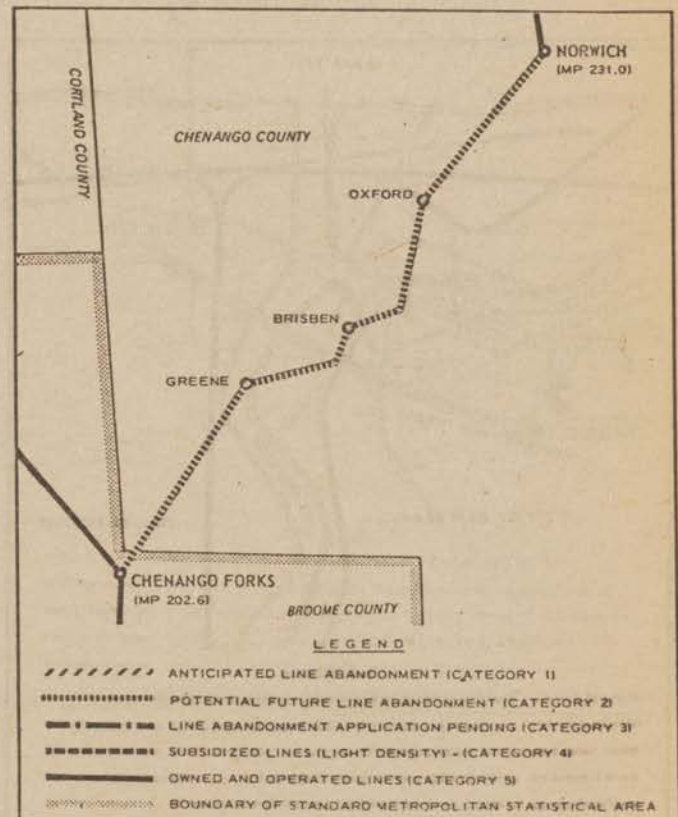 NORWICH
(MP 231.0)
CORTLAND COUNTY
CHENANGO COUNTY
OXFORD
BRISBEN
GREENE
CHENANGO FORKS
(MP 202.6)
BROOME COUNTY
LEGEND
ANTICIPATED LINE ABANDONMENT (CATEGORY 1)
POTENTIAL FUTURE LINE ABANDONMENT (CATEGORY 2)
LINE ABANDONMENT APPLICATION PENDING (CATEGORY 3)
SUBSIDIZED LINES (LIGHT DENSITY) - (CATEGORY 4)
OWNED AND OPERATED LINES (CATEGORY 5)
BOUNDARY OF STANDARD METROPOLITAN STATISTICAL AREA